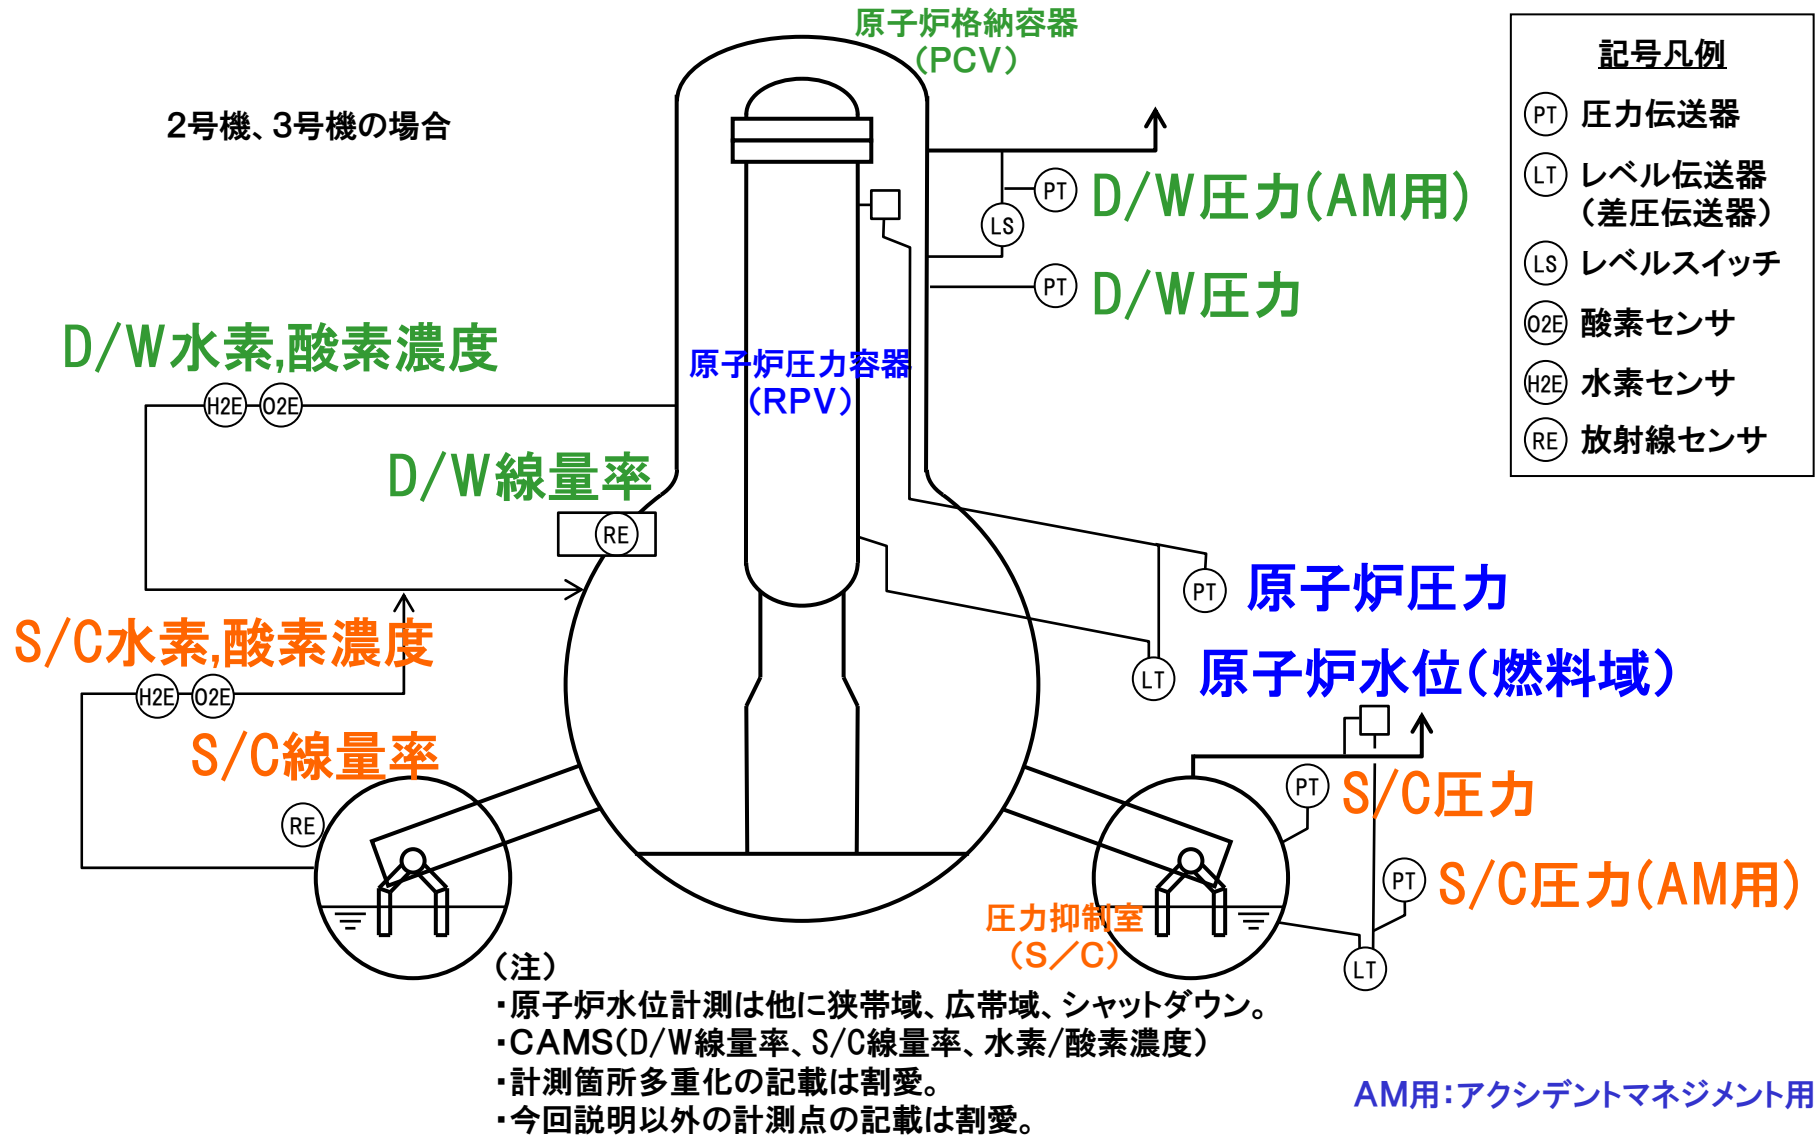 原子炉格納容器
（PCV）
2号機、3号機の場合
記号凡例
PT 圧力伝送器
LT レベル伝送器
（差圧伝送器）
LS レベルスイッチ
O2E 酸素センサ
H2E 水素センサ
RE 放射線センサ
PT D/W圧力(AM用)
LS
PT D/W圧力
D/W水素,酸素濃度
H2E O2E
原子炉圧力容器
（RPV）
D/W線量率
RE
PT 原子炉圧力
LT 原子炉水位(燃料域)
S/C水素,酸素濃度
H2E O2E
S/C線量率
RE
PT S/C圧力
PT S/C圧力(AM用)
LT
圧力抑制室
（S／C）
（注）
・原子炉水位計測は他に狭帯域、広帯域、シャットダウン。
・CAMS(D/W線量率、S/C線量率、水素/酸素濃度)
・計測箇所多重化の記載は割愛。
・今回説明以外の計測点の記載は割愛。
AM用：アクシデントマネジメント用